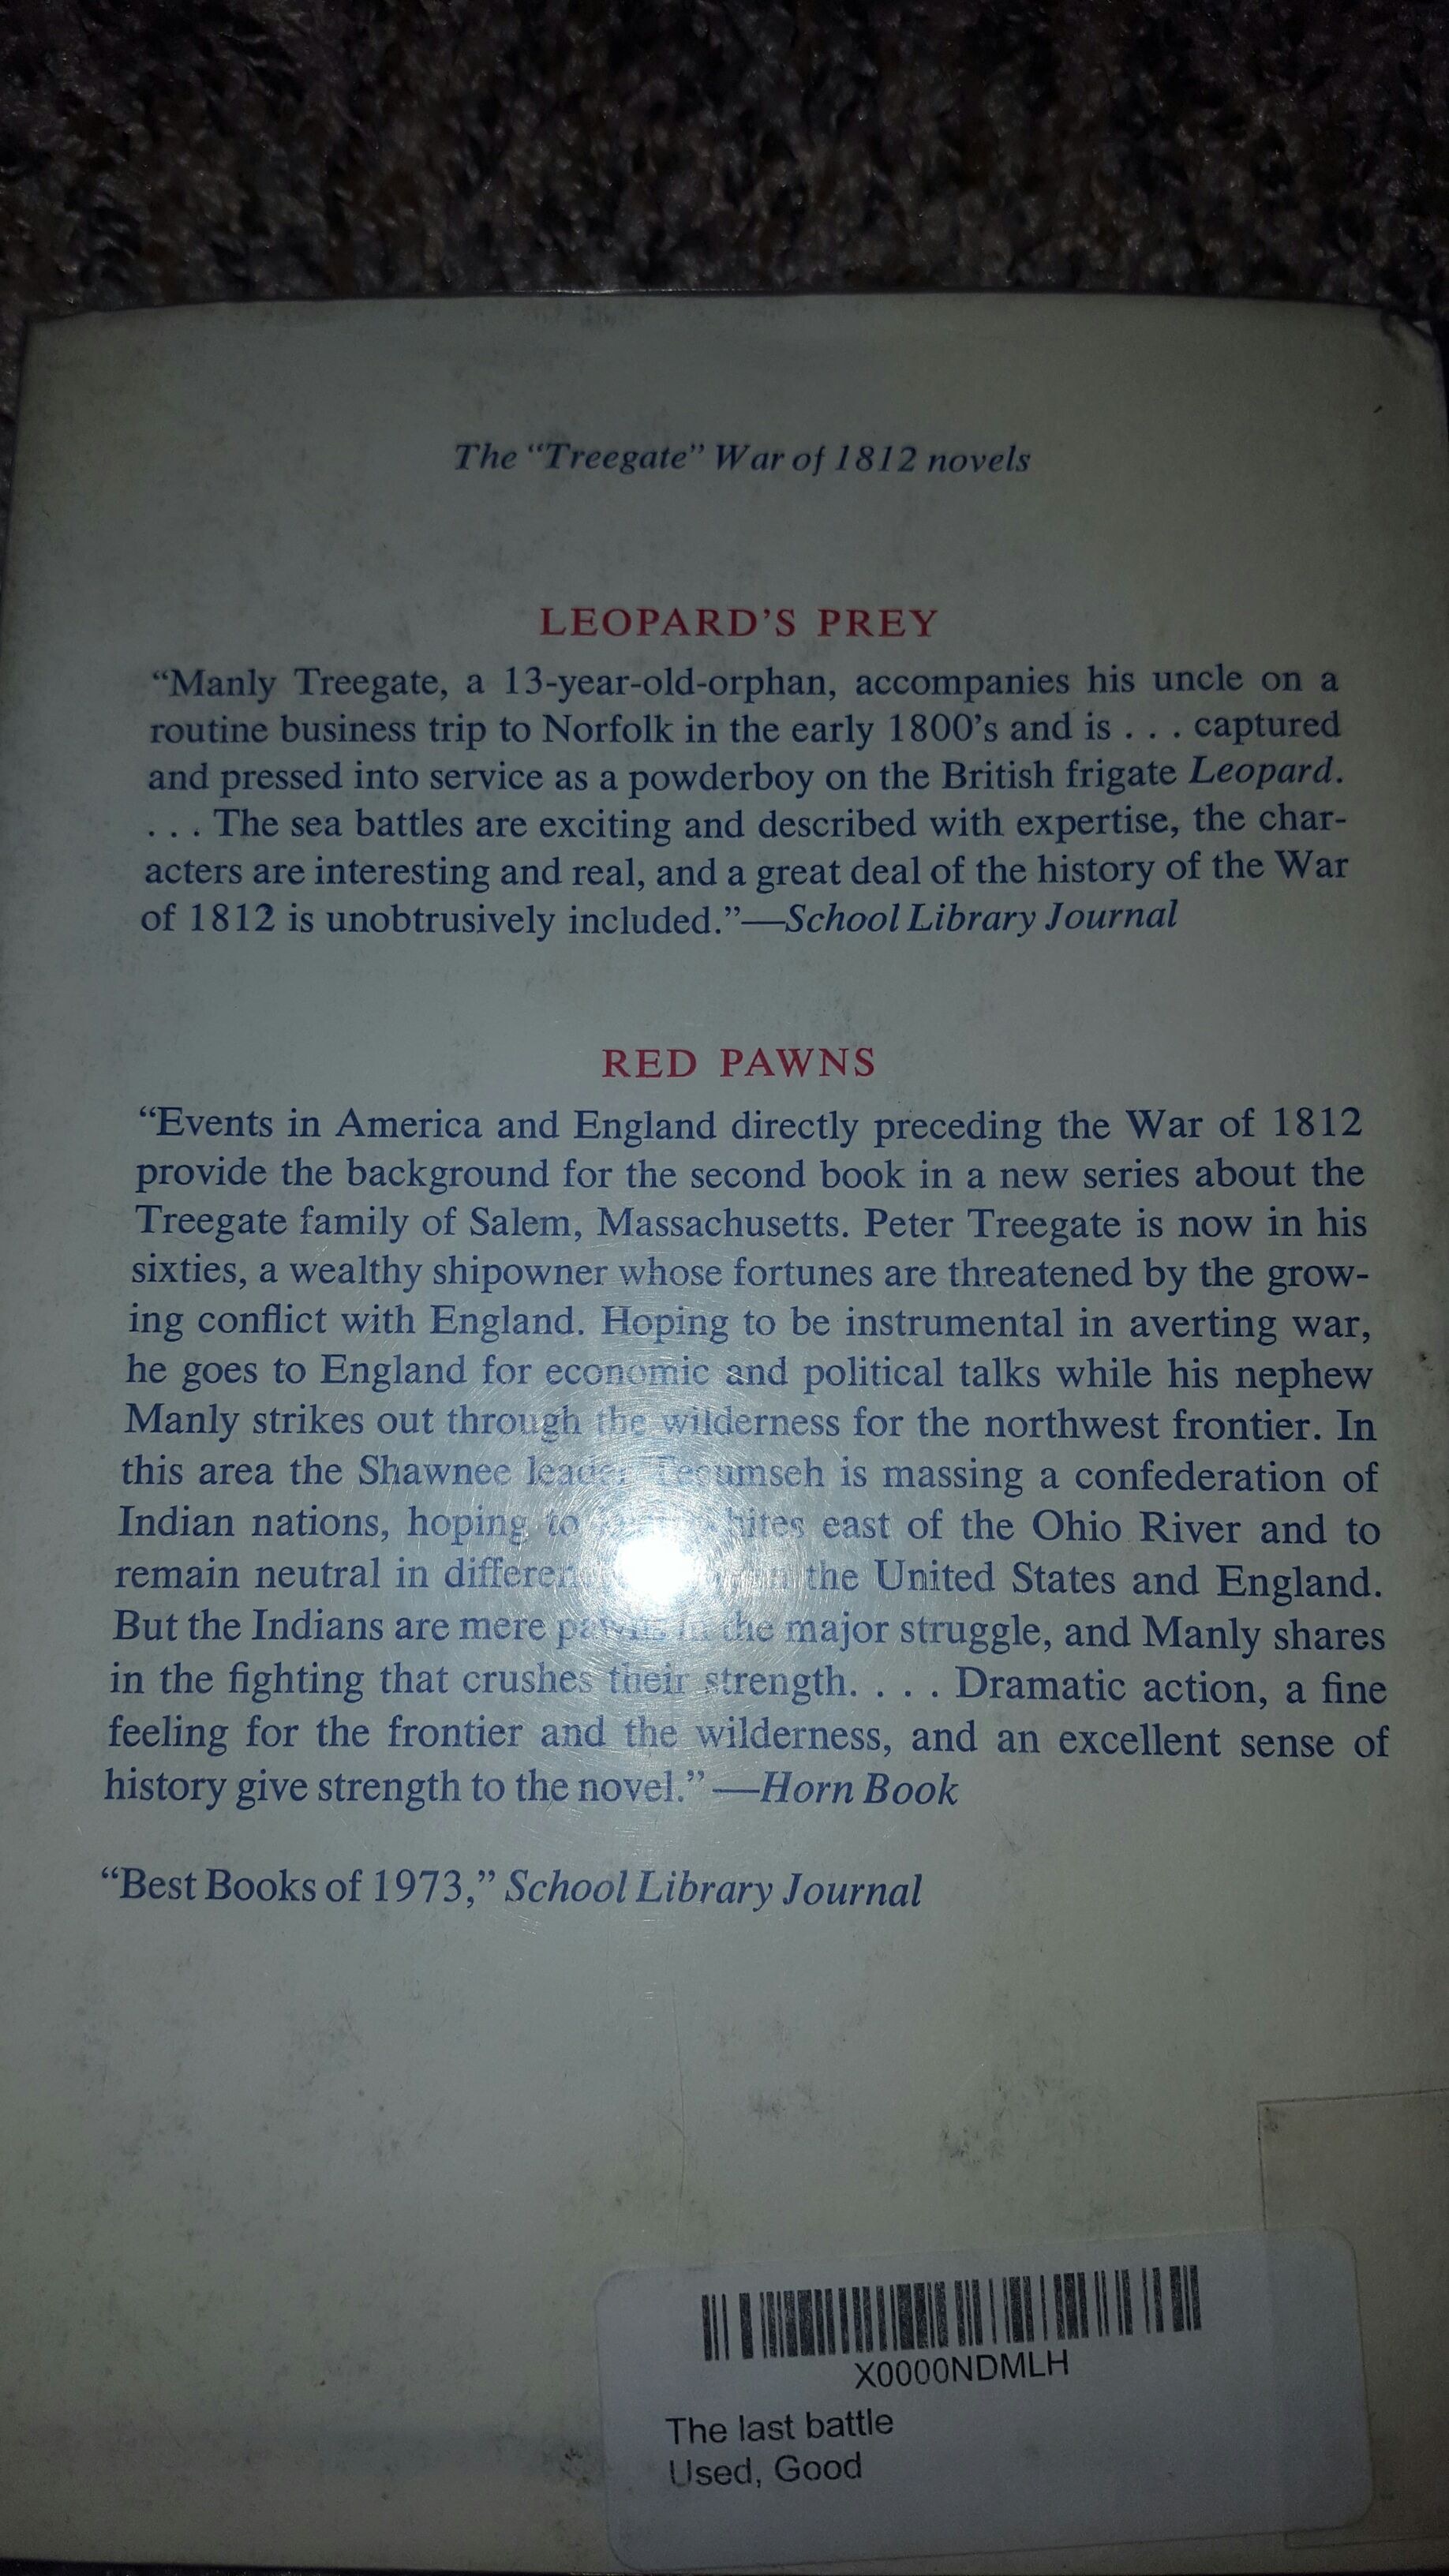 The “Treegate” War of 1812 novels
LEOPARD’S PREY
“Manly Treegate, a 13-year-old-orphan, accompanies his uncle on a
routine business trip to Norfolk in the early 1800’s and is . . . captured
and pressed into service as a powderboy on the British frigate Leopard.
. . . The sea battles are exciting and described with expertise, the char-
acters are interesting and real, and a great deal of the history of the War
of 1812 is unobtrusively included.”—School Library Journal
RED PAWNS
“Events in America and England directly preceding the War of 1812
provide the background for the second book in a new series about the
Treegate family of Salem, Massachusetts. Peter Treegate is now in his
sixties, a wealthy shipowner whose fortunes are threatened by the grow-
ing conflict with England. Hoping to be instrumental in averting war,
he goes to England for economic and political talks while his nephew
Manly strikes out through the wilderness for the northwest frontier. In
this area the Shawnee leader Tecumseh is massing a confederation of
Indian nations, hoping to whites east of the Ohio River and to
remain neutral in the United States and England.
But the Indians are mere pawns in the major struggle, and Manly shares
in the fighting that crushes their strength. . . . Dramatic action, a fine
feeling for the frontier and the wilderness, and an excellent sense of
history give strength to the novel.”—Horn Book
“Best Books of 1973,” School Library Journal
X0000NDMLH
The last battle
Used, Good